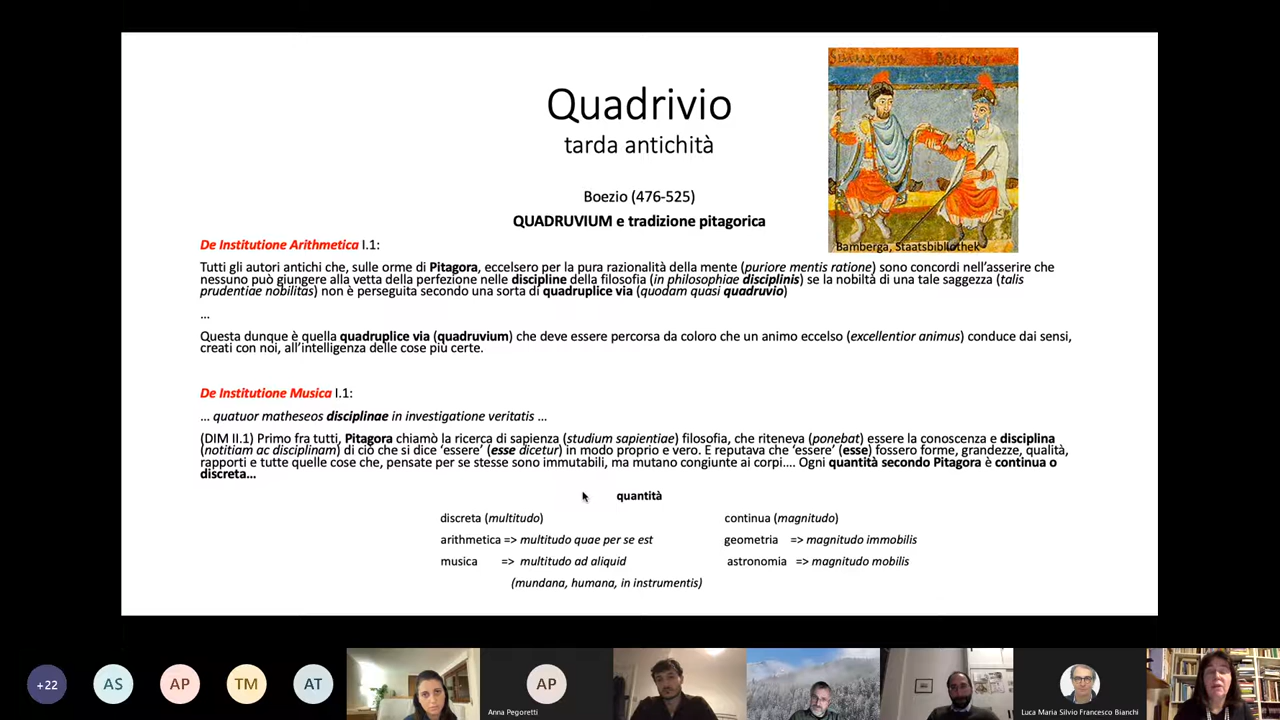 Quadrivio
tarda antichità
SIMMACHUS BOETIUS
Bamberga, Staatsbibliothek
Boezio (476-525)
QUADRUVIUM e tradizione pitagorica
De Institutione Arithmetica I.1:
Tutti gli autori antichi che, sulle orme di Pitagora, eccelsero per la pura razionalità della mente (puriore mentis ratione) sono concordi nell'asserire che
nessuno può giungere alla vetta della perfezione nelle discipline della filosofia (in philosophiae disciplinis) se la nobiltà di una tale saggezza (talis
prudentiae nobilitas) non è perseguita secondo una sorta di quadruplice via (quodam quasi quadruvio)
...
Questa dunque è quella quadruplice via (quadruvium) che deve essere percorsa da coloro che un animo eccelso (excellentior animus) conduce dai sensi,
creati con noi, all'intelligenza delle cose più certe.
De Institutione Musica I.1:
... quatuor matheseos disciplinae in investigatione veritatis ...
(DIM II.1) Primo fra tutti, Pitagora chiamò la ricerca di sapienza (studium sapientiae) filosofia, che riteneva (ponebat) essere la conoscenza e disciplina
(notitiam ac disciplinam) di ciò che si dice 'essere' (esse dicetur) in modo proprio e vero. E reputava che 'essere' (esse) fossero forme, grandezze, qualità,
rapporti e tutte quelle cose che, pensate per se stesse sono immutabili, ma mutano congiunte ai corpi.... Ogni quantità secondo Pitagora è continua o
discreta...
quantità
discreta (multitudo) continua (magnitudo)
arithmetica => multitudo quae per se est geometria => magnitudo immobilis
musica => multitudo ad aliquid astronomia => magnitudo mobilis
(mundana, humana, in instrumentis)
+22 AS AP TM AT AP
Anna Pegoretti Luca Maria Silvio Francesco Bianchi